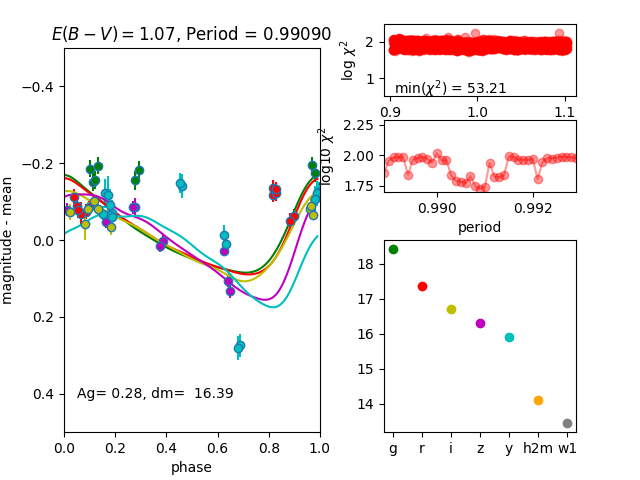 E(B − V) = 1.07, Period = 0.99090
magnitude - mean
−0.4
−0.2
0.0
0.2
0.4
Ag= 0.28, dm= 16.39
0.0 0.2 0.4 0.6 0.8 1.0
phase
log χ²
2
1
min(χ²) = 53.21
0.9 1.0 1.1
log10 χ²
2.25
2.00
1.75
0.990 0.992
period
18
17
16
15
14
g r i z y h2m w1